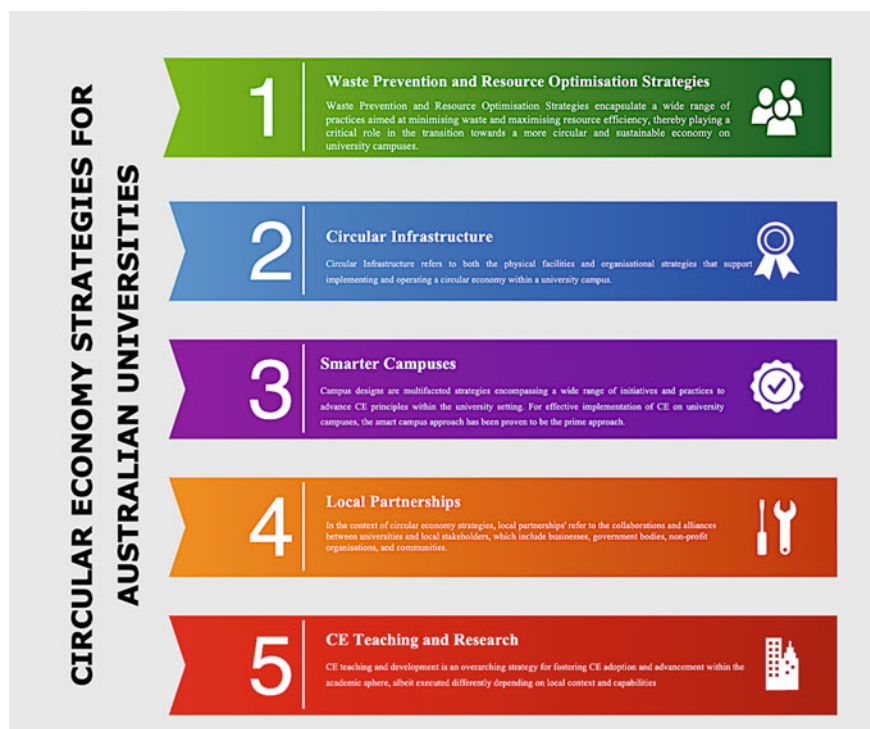 CIRCULAR ECONOMY STRATEGIES FOR
AUSTRALIAN UNIVERSITIES
1
Waste Prevention and Resource Optimisation Strategies
Waste Prevention and Resource Optimisation Strategies encapsulate a wide range of
practices aimed at minimising waste and maximising resource efficiency, thereby playing a
critical role in the transition towards a more circular and sustainable economy on
university campuses.
2
Circular Infrastructure
Circular Infrastructure refers to both the physical facilities and organisational strategies that support
implementing and operating a circular economy within a university campus.
3
Smarter Campuses
Campus designs are multifaceted strategies encompassing a wide range of initiatives and practices to
advance CE principles within the university setting. For effective implementation of CE on university
campuses, the smart campus approach has been proven to be the prime approach.
4
Local Partnerships
In the context of circular economy strategies, local partnerships' refer to the collaborations and alliances
between universities and local stakeholders, which include businesses, government bodies, non-profit
organisations, and communities.
5
CE Teaching and Research
CE teaching and development is an overarching strategy for fostering CE adoption and advancement within the
academic sphere, albeit executed differently depending on local context and capabilities